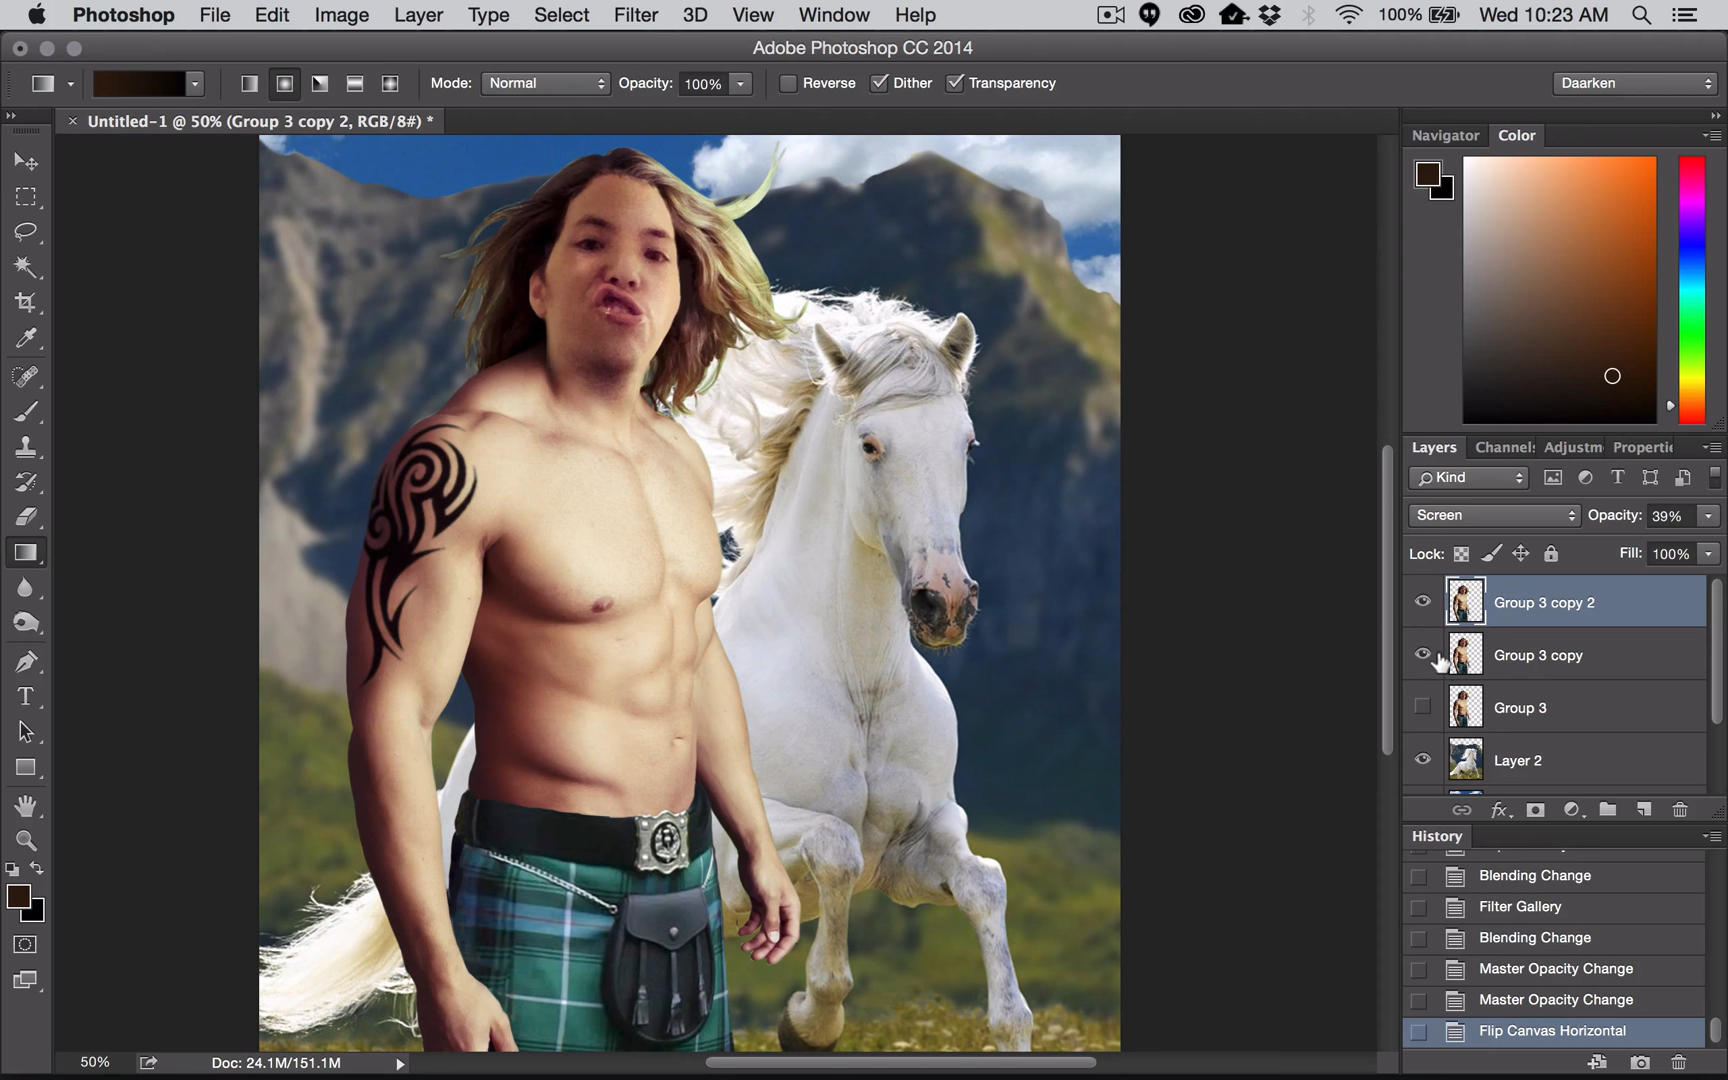 Photoshop File Edit Image Layer Type Select Filter 3D View Window Help 100% Wed 10:23 AM
Adobe Photoshop CC 2014
Mode: Normal Opacity: 100% Reverse Dither Transparency Daarken
× Untitled-1 @ 50% (Group 3 copy 2, RGB/8#) *
Navigator Color
Layers Channels Adjustm Properti
Kind
Screen Opacity: 39%
Lock: Fill: 100%
Group 3 copy 2
Group 3 copy
Group 3
Layer 2
fx
History
Blending Change
Filter Gallery
Blending Change
Master Opacity Change
Master Opacity Change
Flip Canvas Horizontal
50% Doc: 24.1M/151.1M